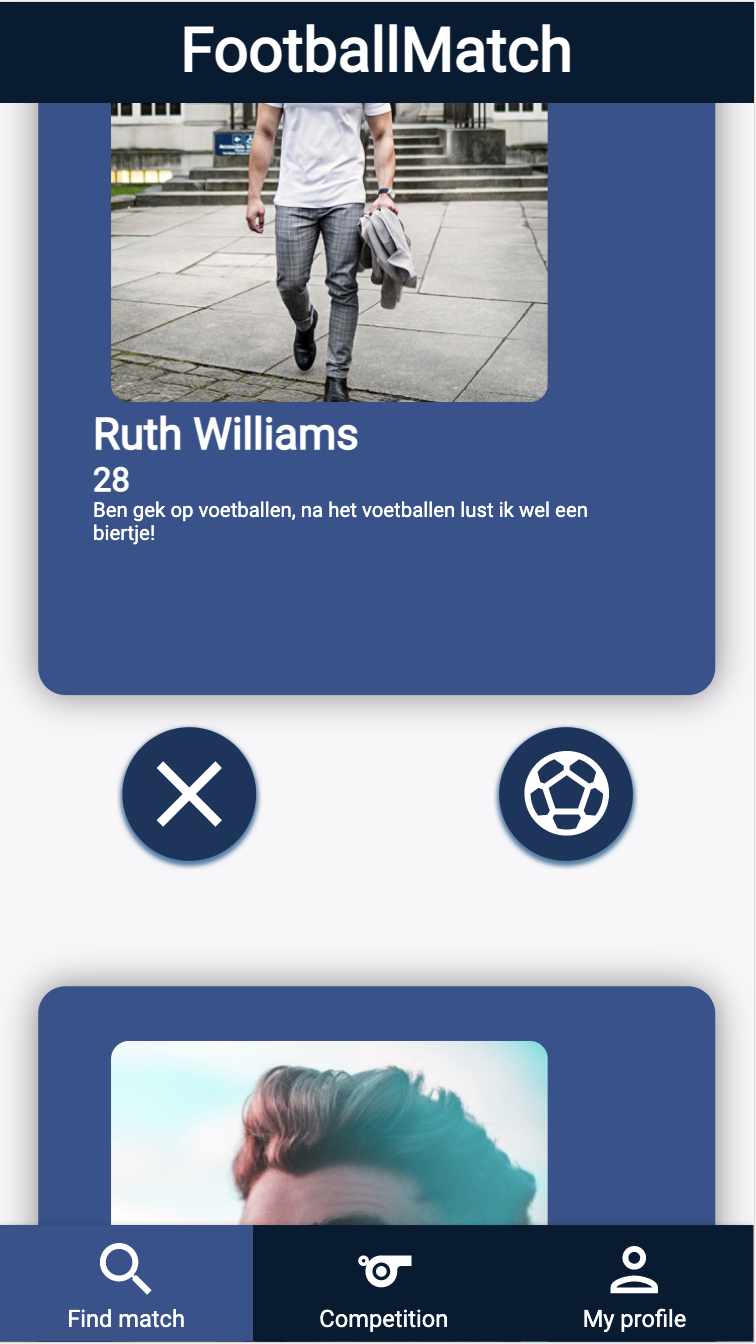 FootballMatch
Ruth Williams
28
Ben gek op voetballen, na het voetballen lust ik wel een
biertje!
Find match
Competition
My profile